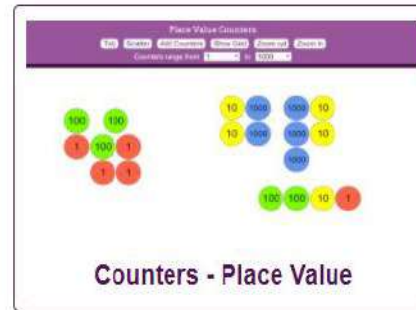 Place Value Counters
Tidy Scatter Add Counters Show Grid Zoom out Zoom in
Counters range from 1 to 1000
100 100
1 100 1
1 1
10 1000 1000 10
10 1000 1000 10
1000
100 100 10 1
Counters - Place Value